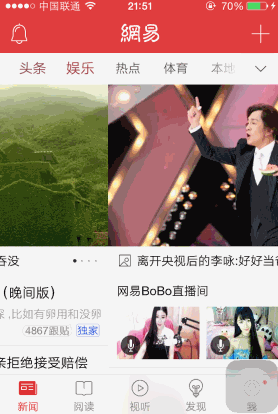 中国联通 21:51 70%
網易
头条 娱乐 热点 体育 本地
吞没
离开央视后的李咏:好好当
(晚间版)
网易BoBo直播间
,比如有卵用和没卵
4867跟贴 独家
亲拒绝接受赔偿
新闻 阅读 视听 发现 我